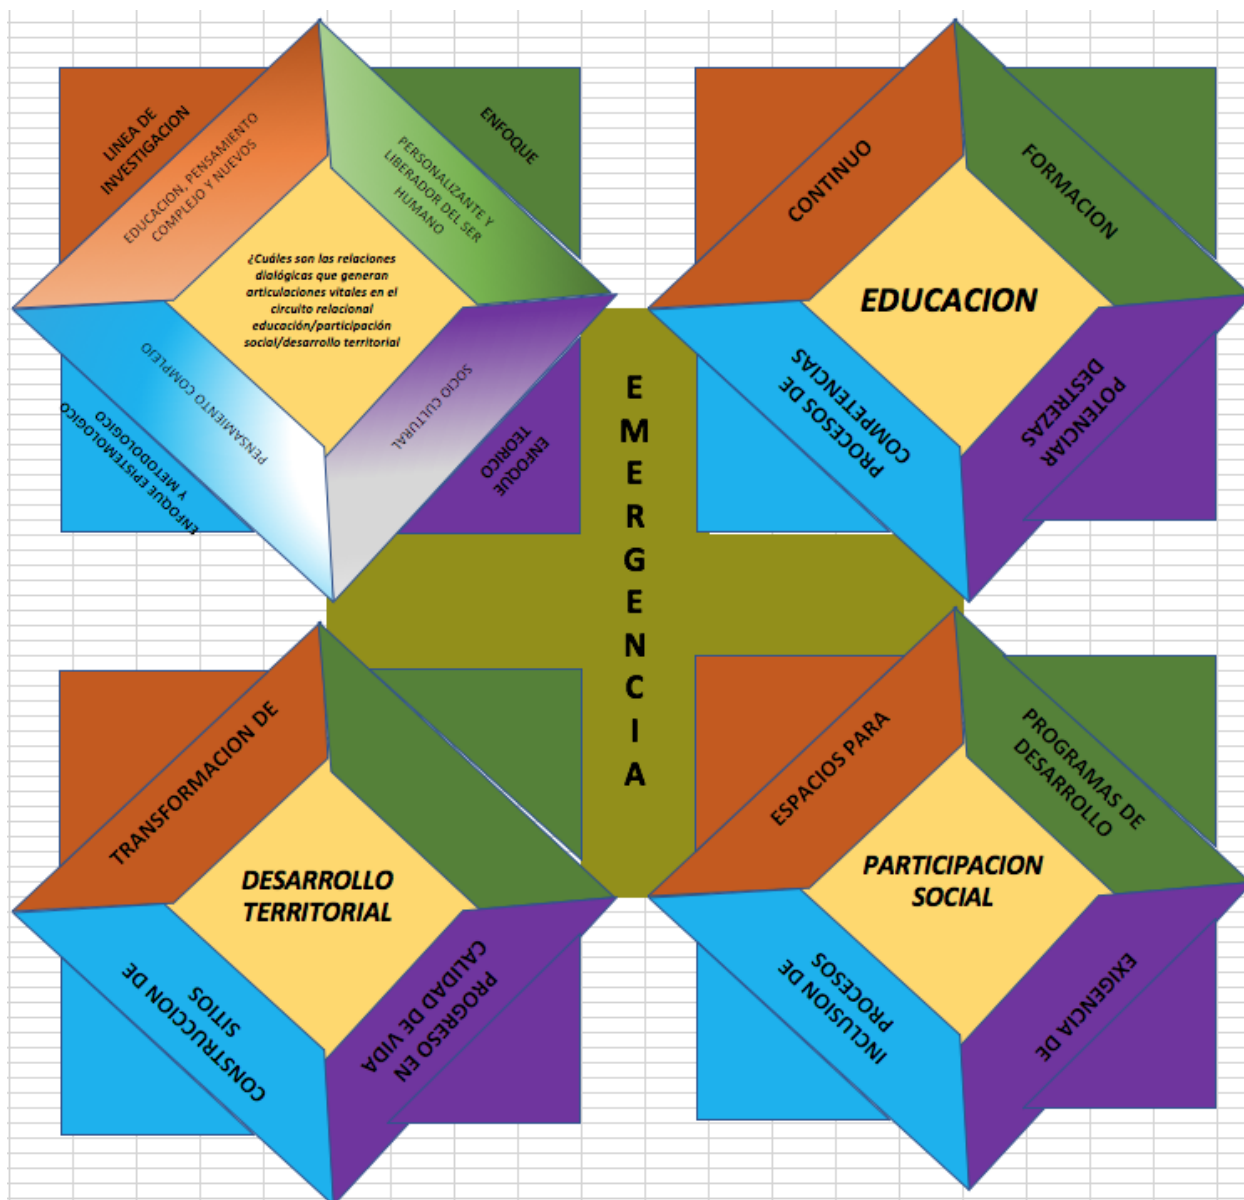 LINEA DE
INVESTIGACION
EDUCACION, PENSAMIENTO
COMPLEJO Y NUEVOS
ENFOQUE
PERSONALIZANTE Y
LIBERADOR DEL SER
HUMANO
¿Cuáles son las relaciones
dialógicas que generan
articulaciones vitales en el
circuito relacional
educación/participación
social/desarrollo territorial
PENSAMIENTO COMPLEJO
ENFOQUE EPISTEMOLOGICO
Y METODOLOGICO
SOCIO CULTURAL
ENFOQUE
TEORICO
CONTINUO
FORMACION
EDUCACION
PROCESOS DE
COMPETENCIAS
POTENCIAR
DESTREZAS
E
M
E
R
G
E
N
C
I
A
TRANSFORMACION DE
DESARROLLO
TERRITORIAL
CONSTRUCCION DE
SITIOS
PROGRESO EN
CALIDAD DE VIDA
ESPACIOS PARA
PROGRAMAS DE
DESARROLLO
PARTICIPACION
SOCIAL
INCLUSION DE
PROCESOS
EXIGENCIA DE